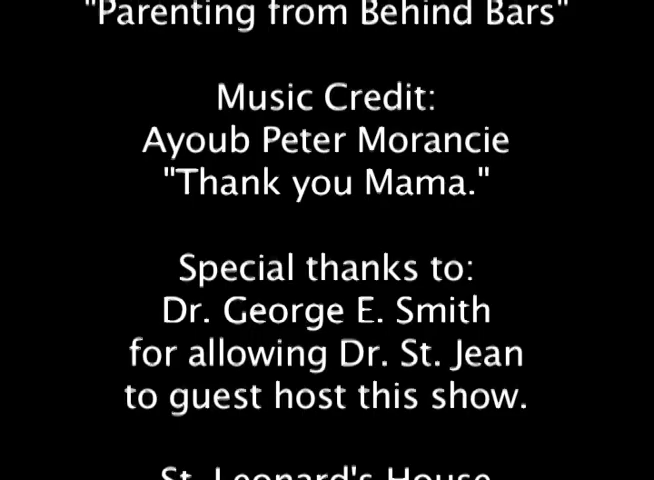 "Parenting from Behind Bars"
Music Credit:
Ayoub Peter Morancie
"Thank you Mama."
Special thanks to:
Dr. George E. Smith
for allowing Dr. St. Jean
to guest host this show.
St. Leonard's House